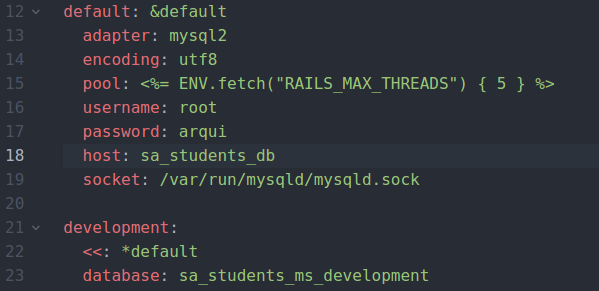 12 default: &default
13 adapter: mysql2
14 encoding: utf8
15 pool: <%= ENV.fetch("RAILS_MAX_THREADS") { 5 } %>
16 username: root
17 password: arqui
18 host: sa_students_db
19 socket: /var/run/mysqld/mysqld.sock
20
21 development:
22 <<: *default
23 database: sa_students_ms_development